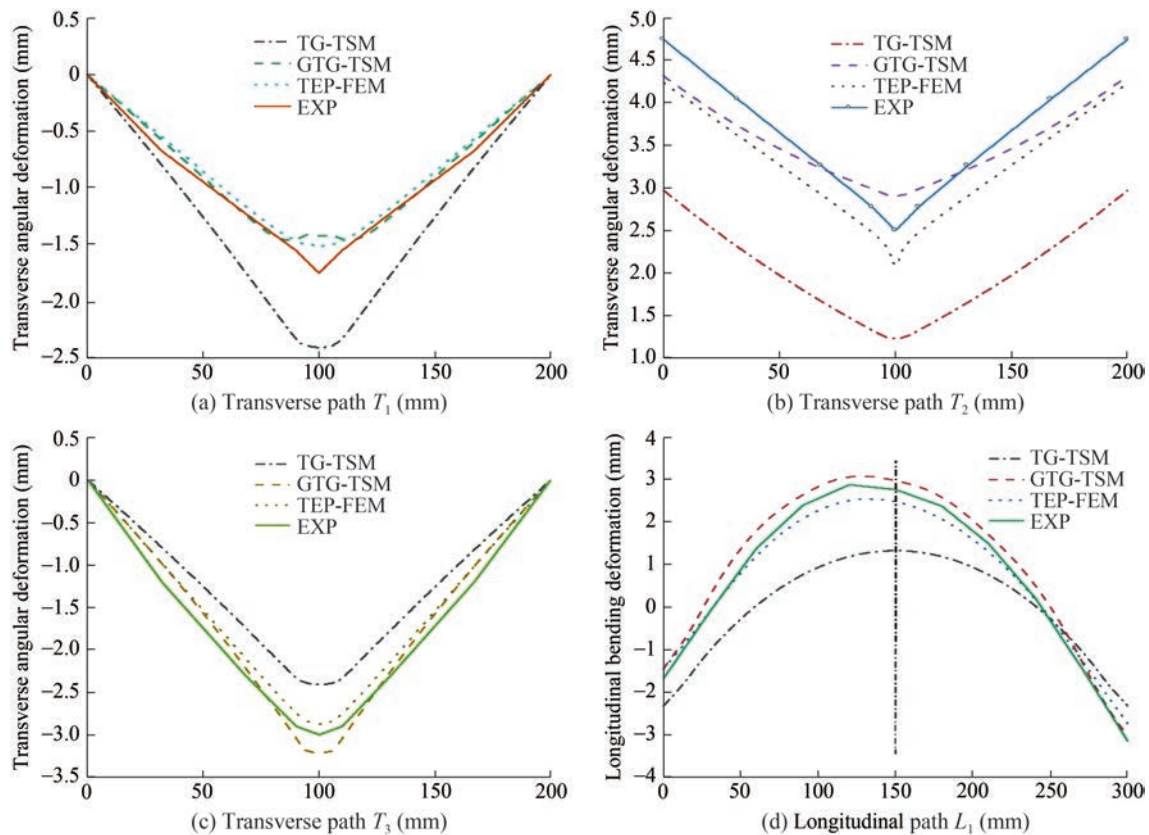 0.5
0
−0.5
−1.0
−1.5
−2.0
−2.5
Transverse angular deformation (mm)
TG-TSM
GTG-TSM
TEP-FEM
EXP
0 50 100 150 200
(a) Transverse path T1 (mm)
5.0
4.5
4.0
3.5
3.0
2.5
2.0
1.5
1.0
Transverse angular deformation (mm)
TG-TSM
GTG-TSM
TEP-FEM
EXP
0 50 100 150 200
(b) Transverse path T2 (mm)
0.5
0
−0.5
−1.0
−1.5
−2.0
−2.5
−3.0
−3.5
Transverse angular deformation (mm)
TG-TSM
GTG-TSM
TEP-FEM
EXP
0 50 100 150 200
(c) Transverse path T3 (mm)
4
3
2
1
0
−1
−2
−3
−4
Longitudinal bending deformation (mm)
TG-TSM
GTG-TSM
TEP-FEM
EXP
0 50 100 150 200 250 300
(d) Longitudinal path L1 (mm)